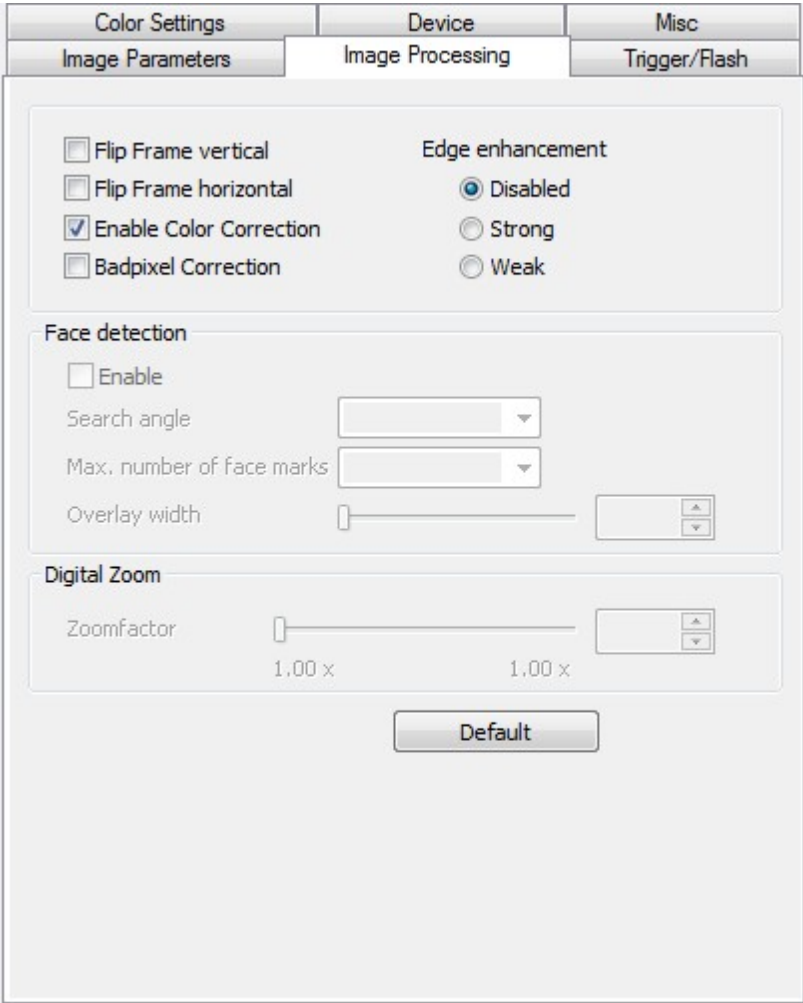 Color Settings Device Misc
Image Parameters Image Processing Trigger/Flash
Flip Frame vertical
Flip Frame horizontal
Enable Color Correction
Badpixel Correction
Edge enhancement
Disabled
Strong
Weak
Face detection
Enable
Search angle
Max. number of face marks
Overlay width
Digital Zoom
Zoomfactor
1.00 x 1.00 x
Default